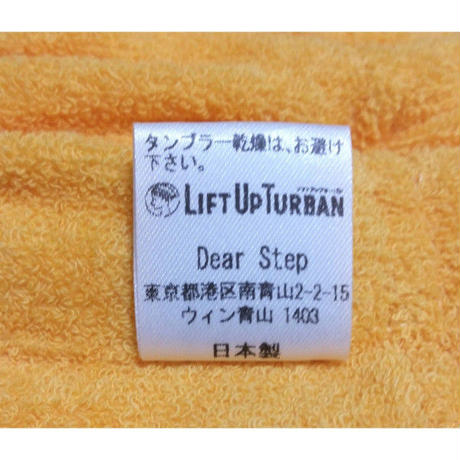 タンブラー乾燥は、お避け
下さい。
LIFT UP TURBAN
Dear Step
東京都港区南青山2-2-15
ウィン青山 1403
日本製